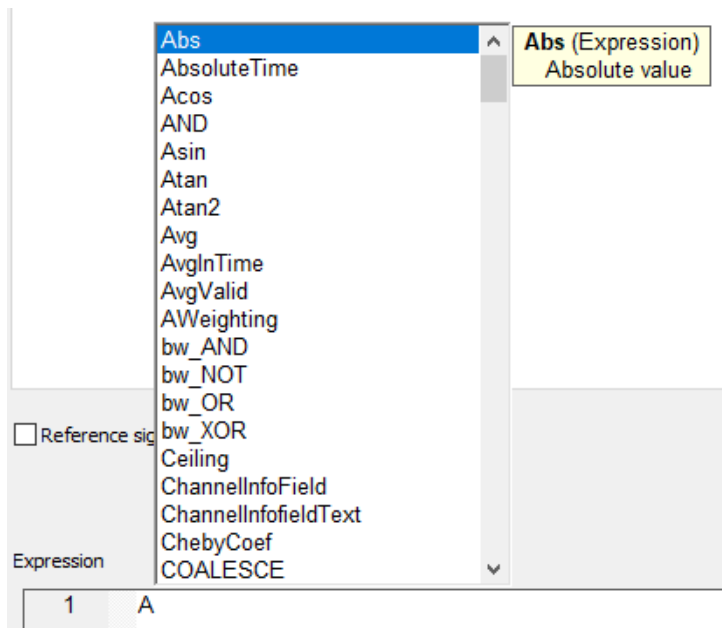 Abs
AbsoluteTime
Acos
AND
Asin
Atan
Atan2
Avg
AvgInTime
AvgValid
AWeighting
bw_AND
bw_NOT
bw_OR
bw_XOR
Ceiling
ChannelInfoField
ChannelInfofieldText
ChebyCoef
COALESCE
Abs (Expression)
Absolute value
Reference sig
Expression
1 A